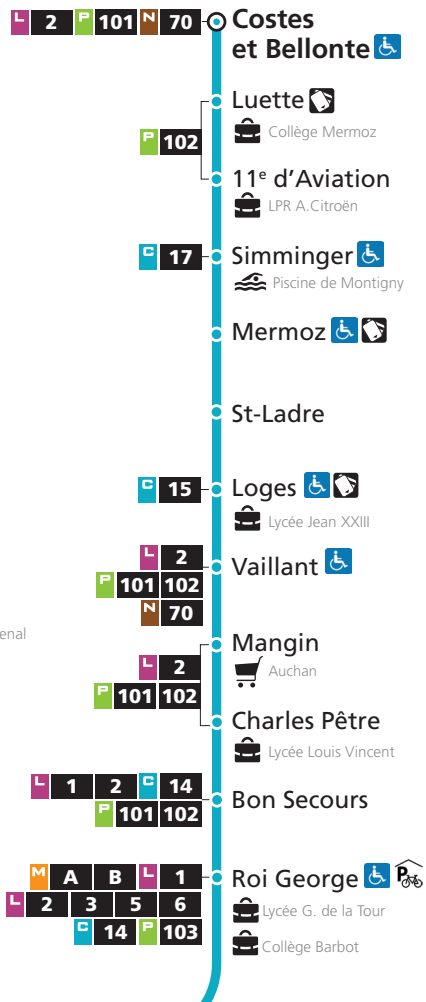 L 2 P 101 N 70 Costes
et Bellonte
Luette
Collège Mermoz
P 102
11e d'Aviation
LPR A.Citroën
C 17 Simminger
Piscine de Montigny
Mermoz
St-Ladre
C 15 Loges
Lycée Jean XXIII
L 2
P 101 102
N 70
Vaillant
enal
Mangin
Auchan
L 2
P 101 102
Charles Pêtre
Lycée Louis Vincent
L 1 2 C 14
P 101 102
Bon Secours
M A B L 1 Roi George P
L 2 3 5 6 Lycée G. de la Tour
C 14 P 103
Collège Barbot